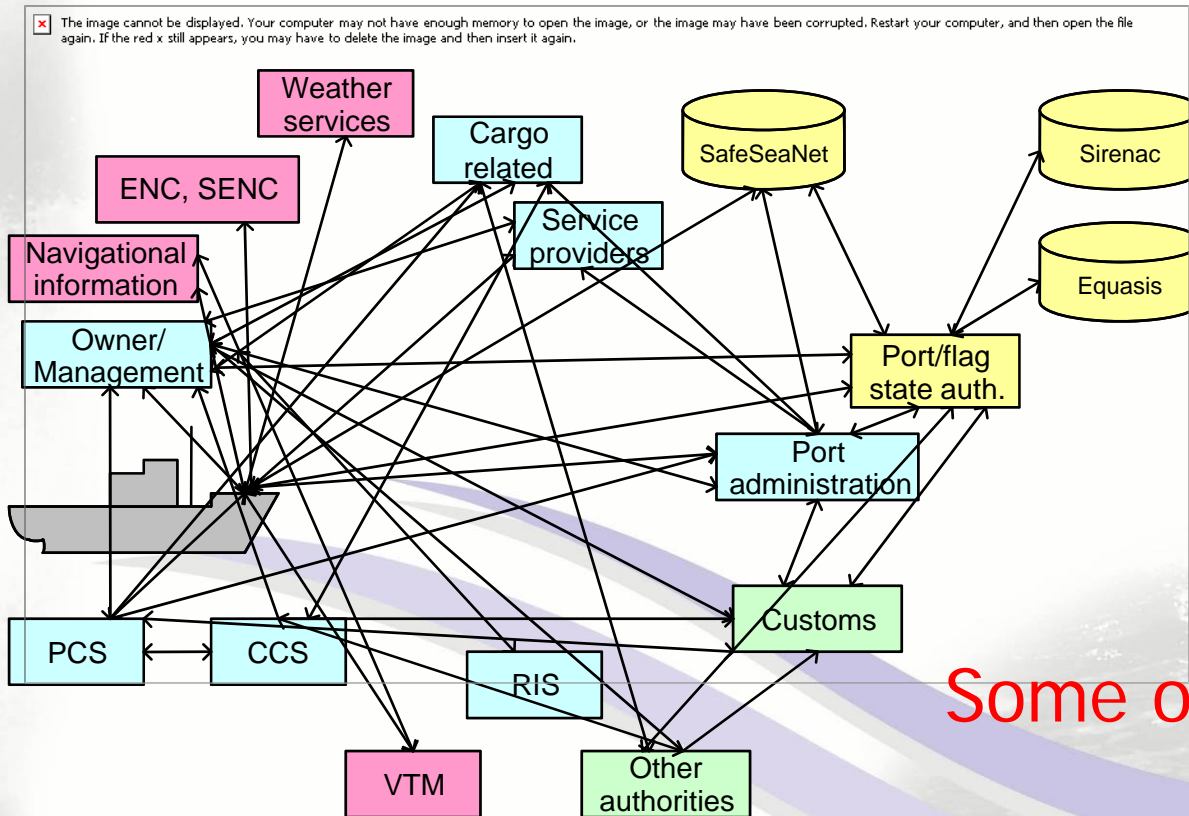 The image cannot be displayed. Your computer may not have enough memory to open the image, or the image may have been corrupted. Restart your computer, and then open the file
again. If the red x still appears, you may have to delete the image and then insert it again.
Weather
services
Cargo
related
SafeSeaNet
Sirenac
ENC, SENC
Service
providers
Navigational
information
Equasis
Owner/
Management
Port/flag
state auth.
Port
administration
Customs
PCS
CCS
RIS
Some o
VTM
Other
authorities